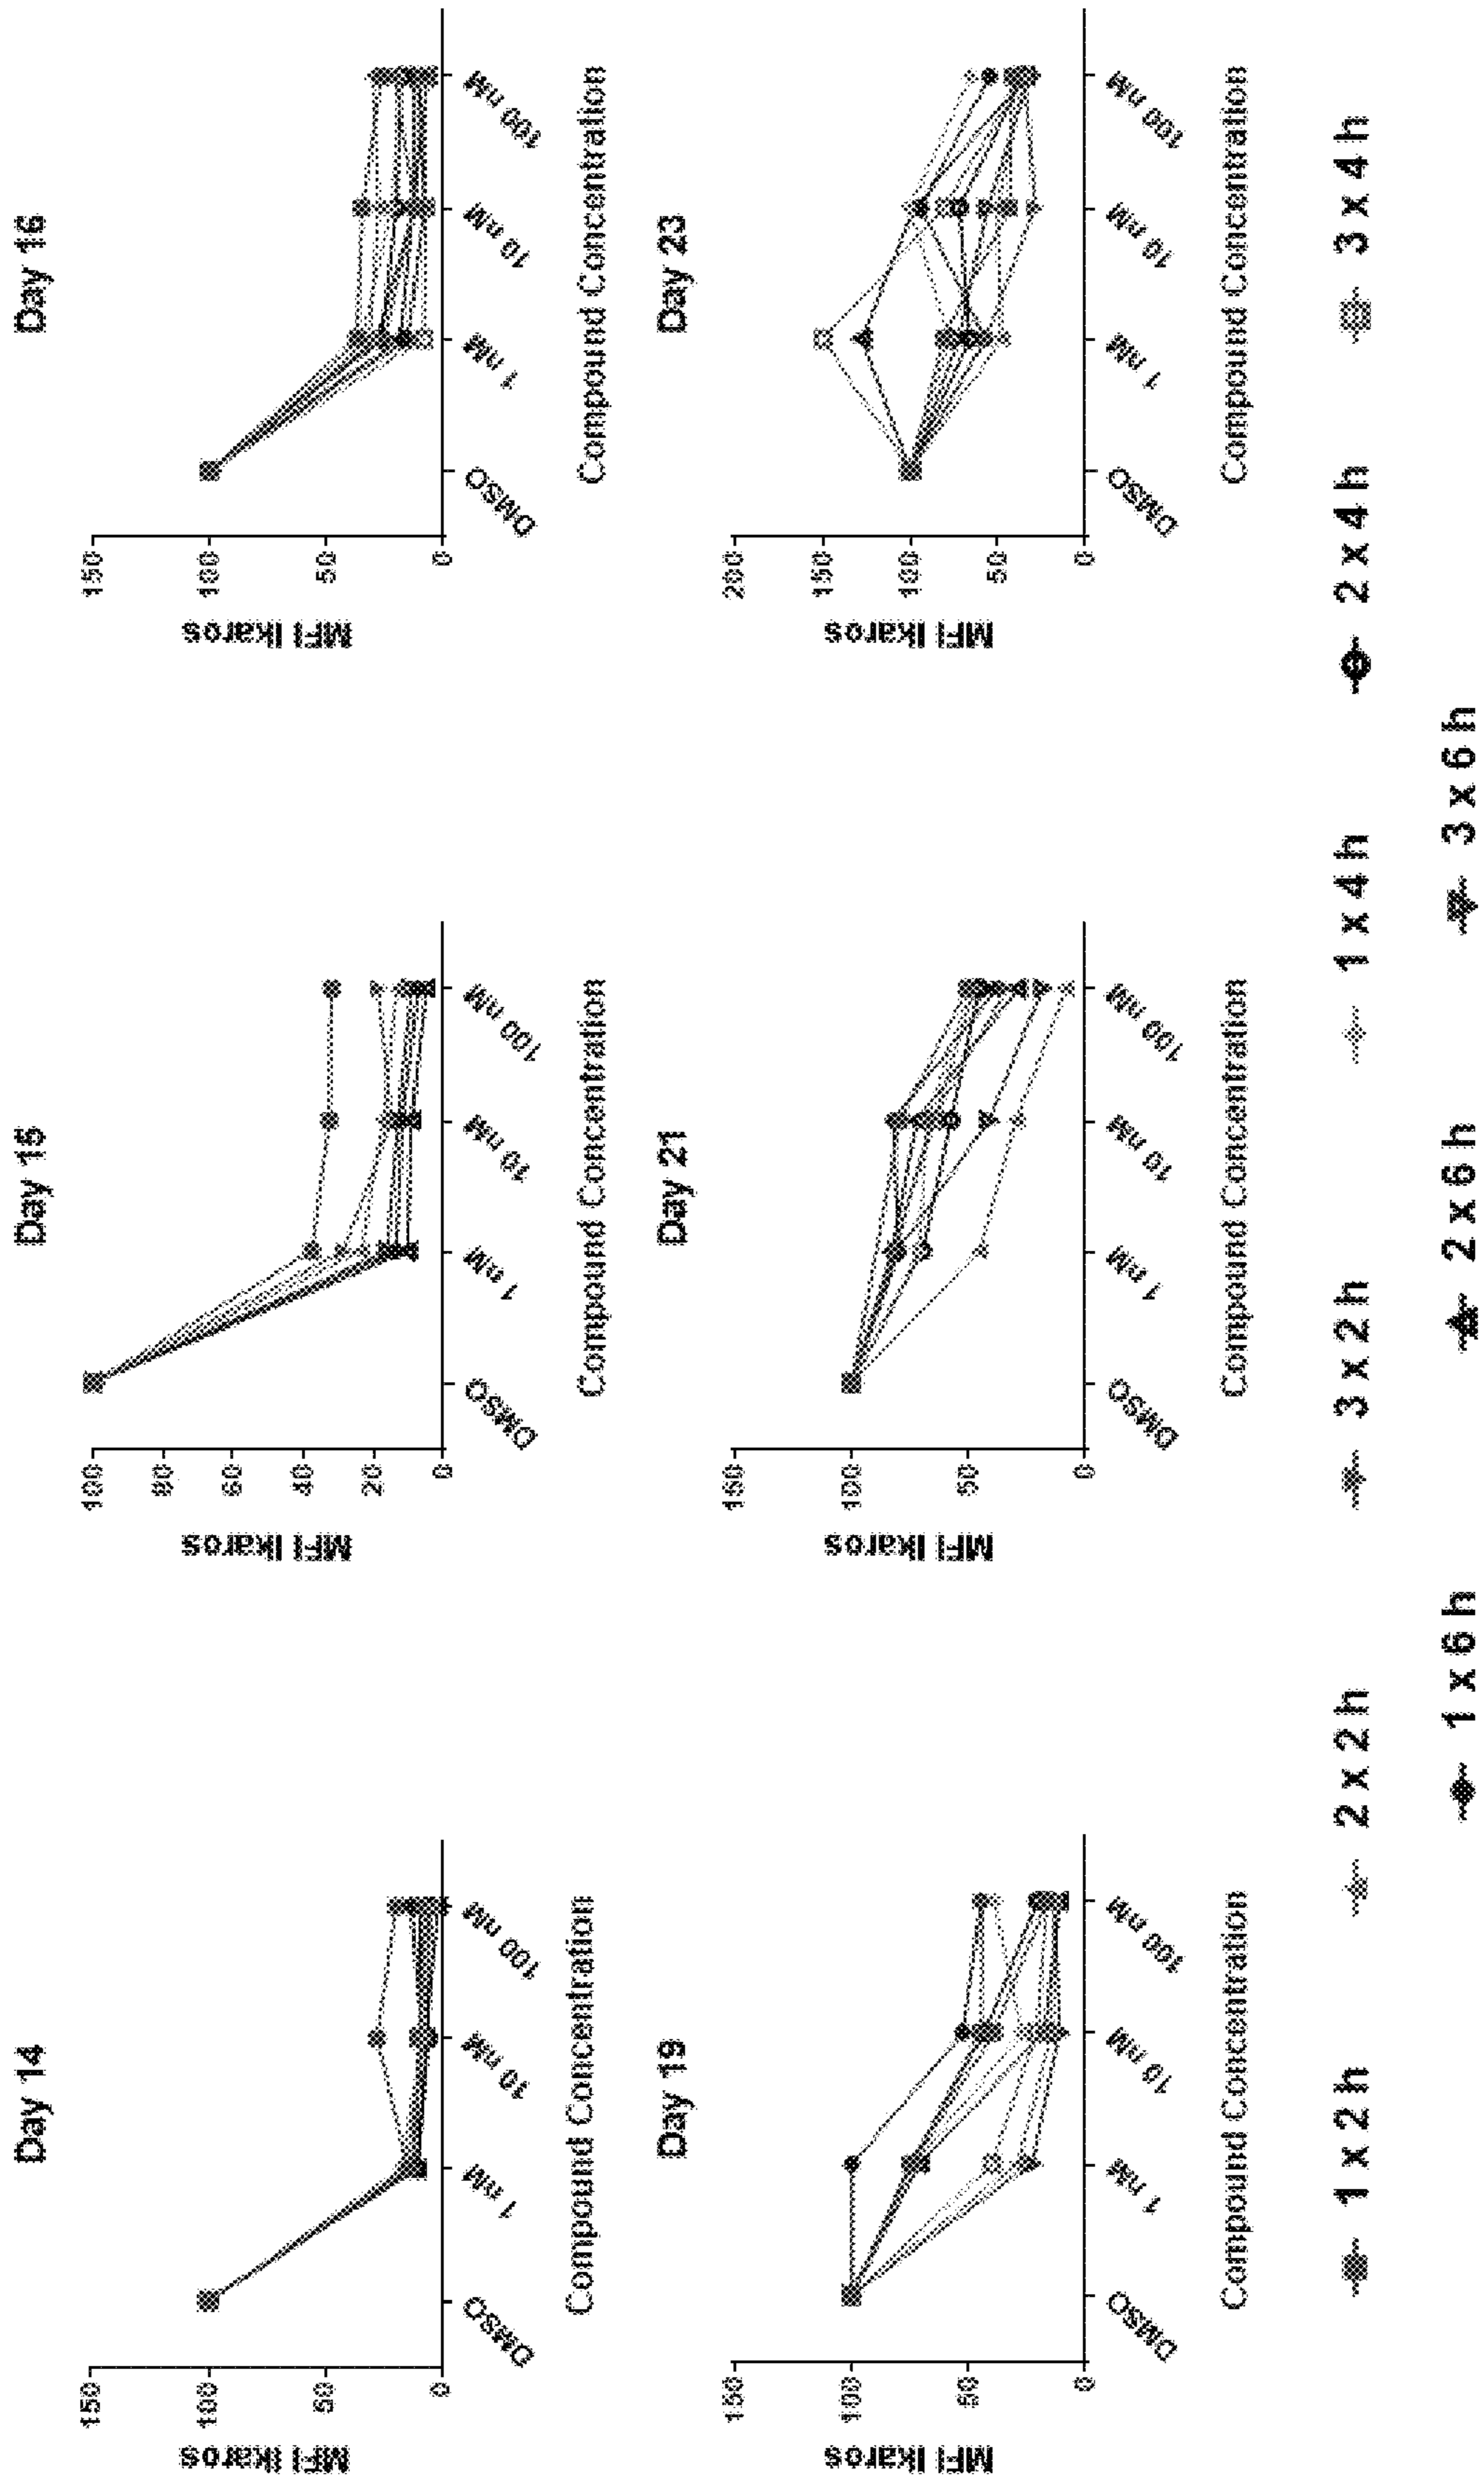 Day 14
MFI Ikaros
150
100
50
0
DMSO
1 nM
10 nM
100 nM
Compound Concentration
Day 15
MFI Ikaros
100
80
60
40
20
0
DMSO
1 nM
10 nM
100 nM
Compound Concentration
Day 16
MFI Ikaros
150
100
50
0
DMSO
1 nM
10 nM
100 nM
Compound Concentration
Day 19
MFI Ikaros
150
100
50
0
DMSO
1 nM
10 nM
100 nM
Compound Concentration
Day 21
MFI Ikaros
150
100
50
0
DMSO
1 nM
10 nM
100 nM
Compound Concentration
Day 23
MFI Ikaros
200
150
100
50
0
DMSO
1 nM
10 nM
100 nM
Compound Concentration
1 x 2 h 2 x 2 h 3 x 2 h 1 x 4 h 2 x 4 h 3 x 4 h
1 x 6 h 2 x 6 h 3 x 6 h